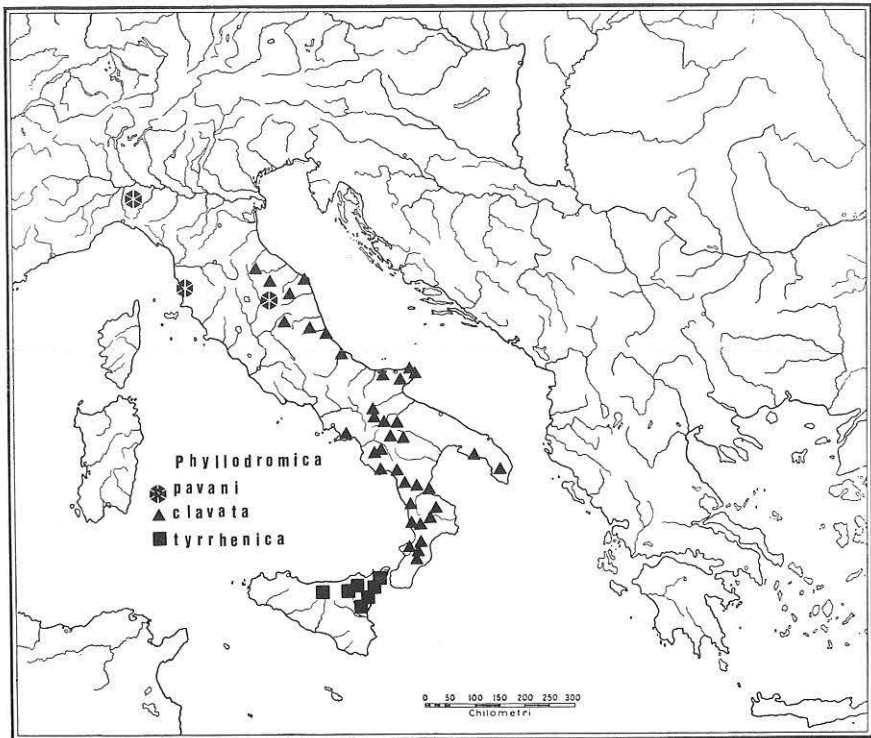 Phyllodromica
pavani
clavata
tyrrhenica
0 50 100 150 200 250 300
Chilometri